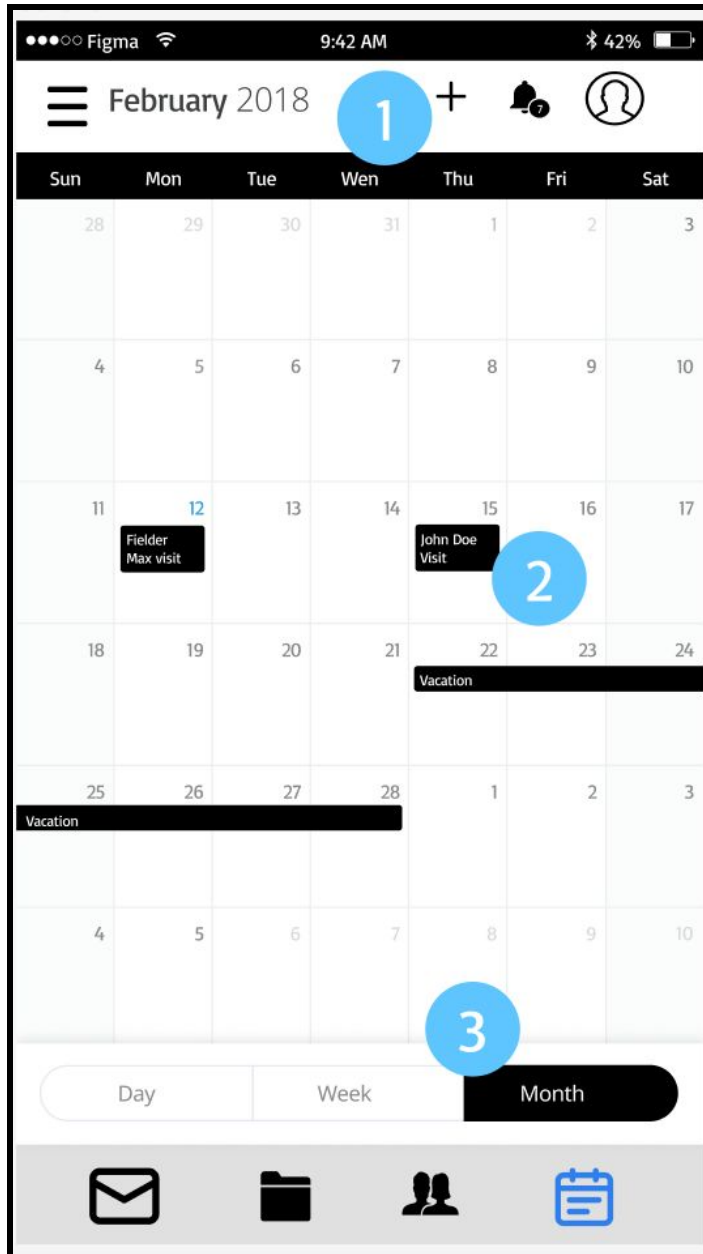 Figma 9:42 AM 42%
February 2018 1 7
Sun Mon Tue Wen Thu Fri Sat
28 29 30 31 1 2 3
4 5 6 7 8 9 10
11 12 13 14 15 16 17
Fielder John Doe
Max visit Visit
2
18 19 20 21 22 23 24
Vacation
25 26 27 28 1 2 3
Vacation
4 5 6 7 8 9 10
3
Day Week Month